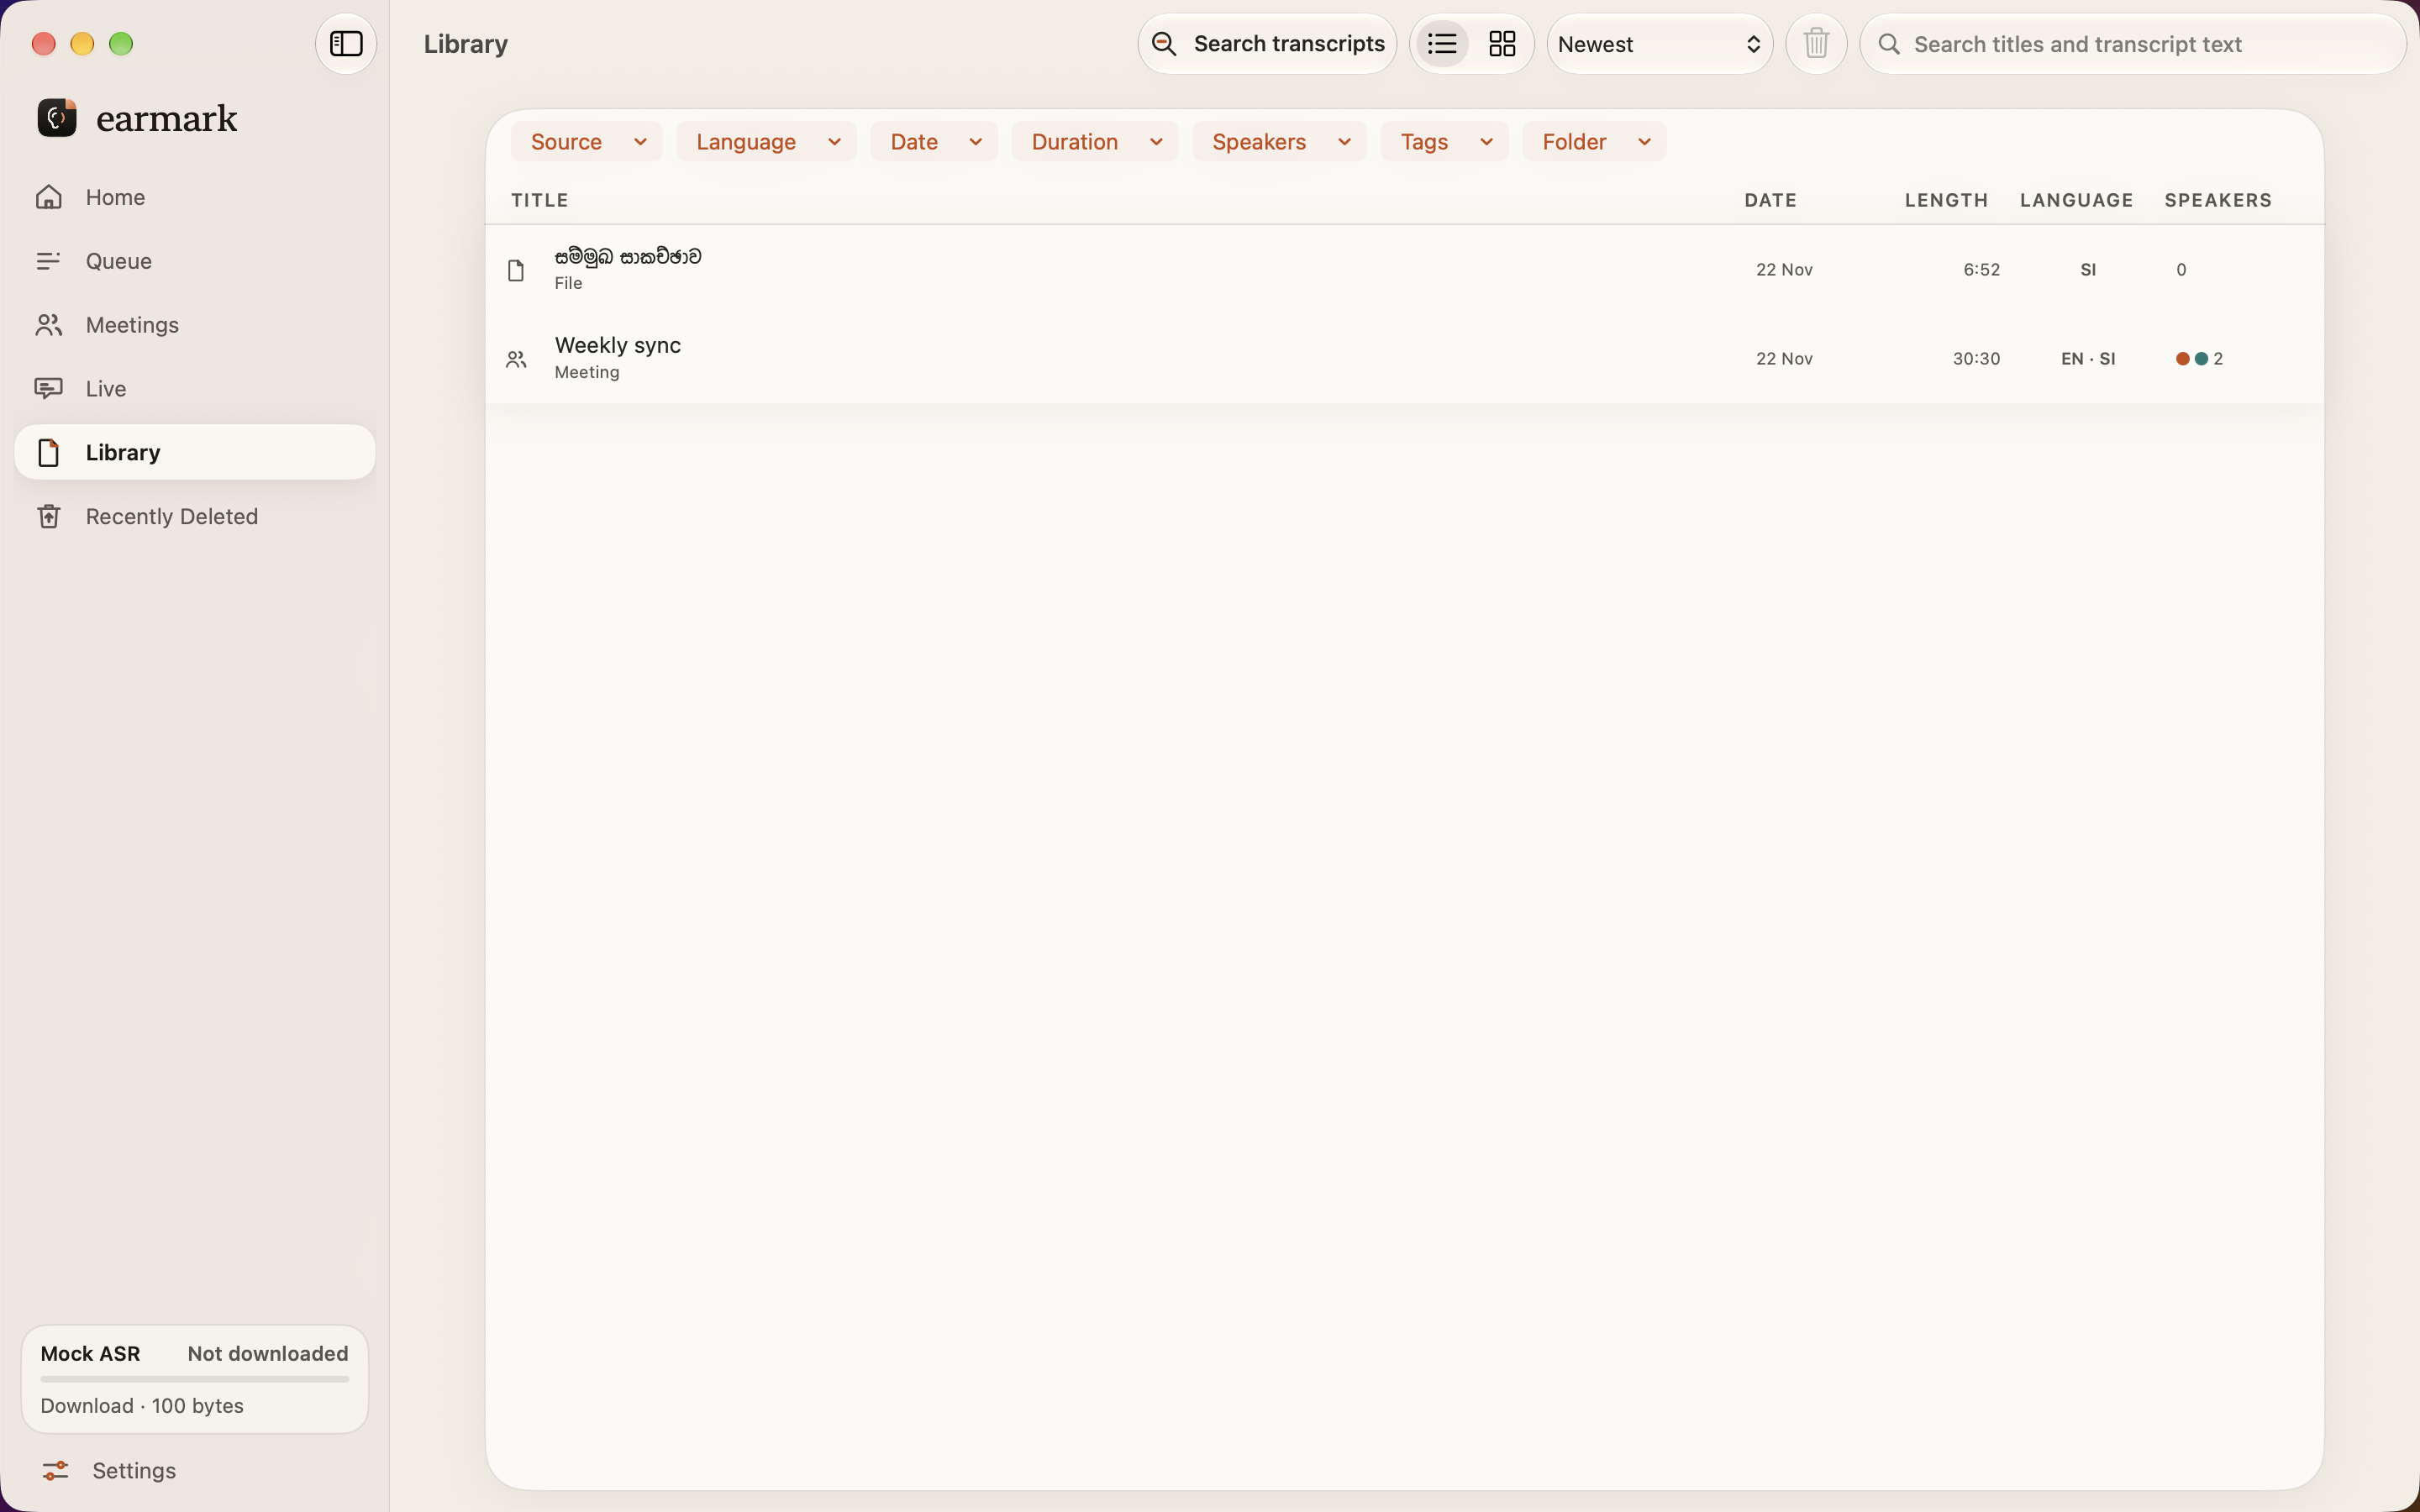 Library
Search transcripts
Newest
Search titles and transcript text
earmark
Home
Queue
Meetings
Live
Library
Recently Deleted
Source
Language
Date
Duration
Speakers
Tags
Folder
TITLE DATE LENGTH LANGUAGE SPEAKERS
සම්මුඛ සාකච්ඡාව
File
22 Nov 6:52 SI 0
Weekly sync
Meeting
22 Nov 30:30 EN · SI 2
Mock ASR Not downloaded
Download · 100 bytes
Settings